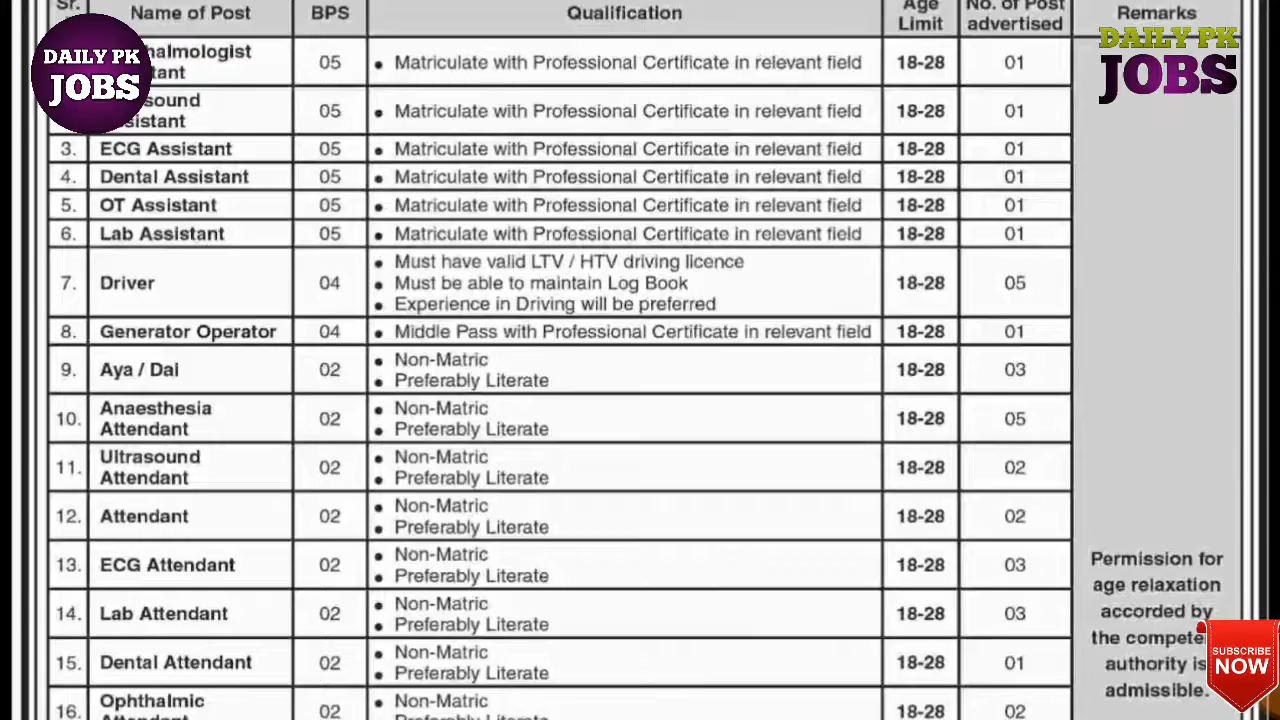 Sr. Name of Post BPS Qualification Age Limit No. of Post advertised Remarks
DAILY PK
JOBS
DAILY PK
JOBS
05 • Matriculate with Professional Certificate in relevant field 18-28 01
05 • Matriculate with Professional Certificate in relevant field 18-28 01
3. ECG Assistant 05 • Matriculate with Professional Certificate in relevant field 18-28 01
4. Dental Assistant 05 • Matriculate with Professional Certificate in relevant field 18-28 01
5. OT Assistant 05 • Matriculate with Professional Certificate in relevant field 18-28 01
6. Lab Assistant 05 • Matriculate with Professional Certificate in relevant field 18-28 01
7. Driver 04 • Must have valid LTV / HTV driving licence
• Must be able to maintain Log Book
• Experience in Driving will be preferred 18-28 05
8. Generator Operator 04 • Middle Pass with Professional Certificate in relevant field 18-28 01
9. Aya / Dai 02 • Non-Matric
• Preferably Literate 18-28 03
10. Anaesthesia Attendant 02 • Non-Matric
• Preferably Literate 18-28 05
11. Ultrasound Attendant 02 • Non-Matric
• Preferably Literate 18-28 02
12. Attendant 02 • Non-Matric
• Preferably Literate 18-28 02
13. ECG Attendant 02 • Non-Matric
• Preferably Literate 18-28 03
14. Lab Attendant 02 • Non-Matric
• Preferably Literate 18-28 03
15. Dental Attendant 02 • Non-Matric
• Preferably Literate 18-28 01
16. Ophthalmic 02 • Non-Matric
18-28 02
Permission for
age relaxation
accorded by
the
authority is
admissible.
SUBSCRIBE
NOW